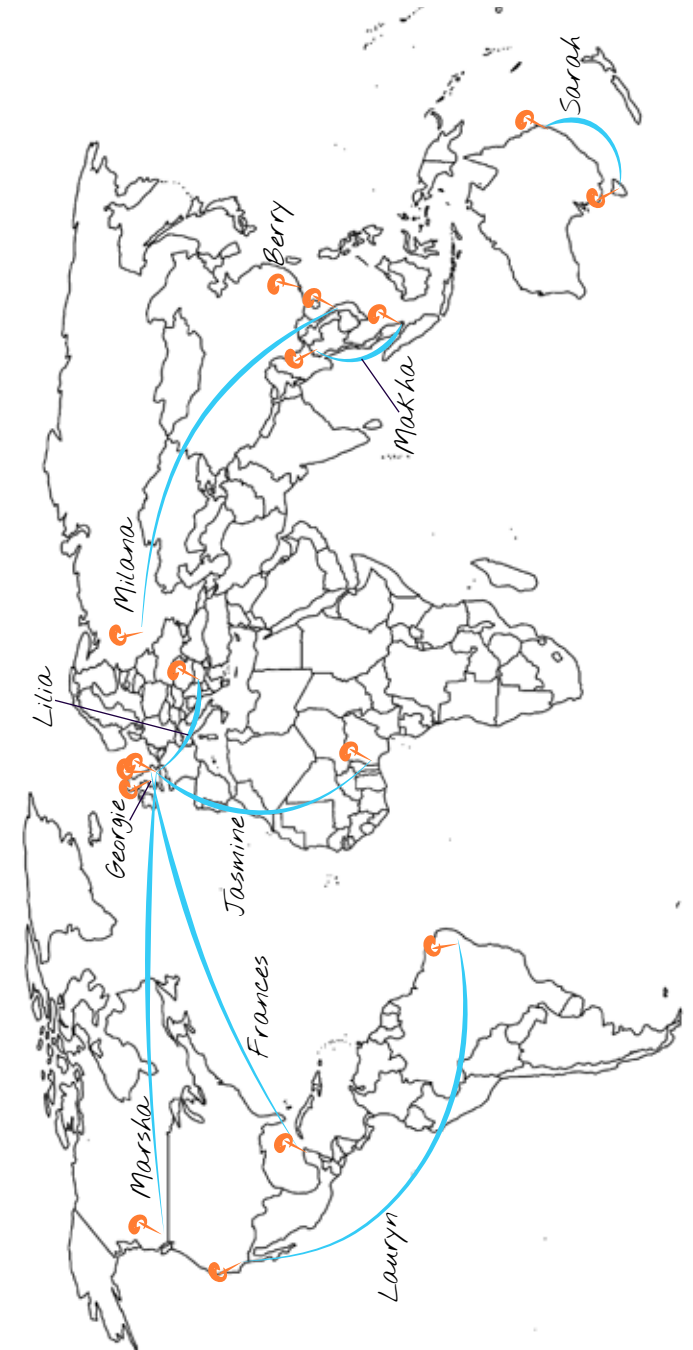 Marsha
Lauryn
Frances
Georgie
Jasmine
Lilia
Milana
Makha
Berry
Sarah